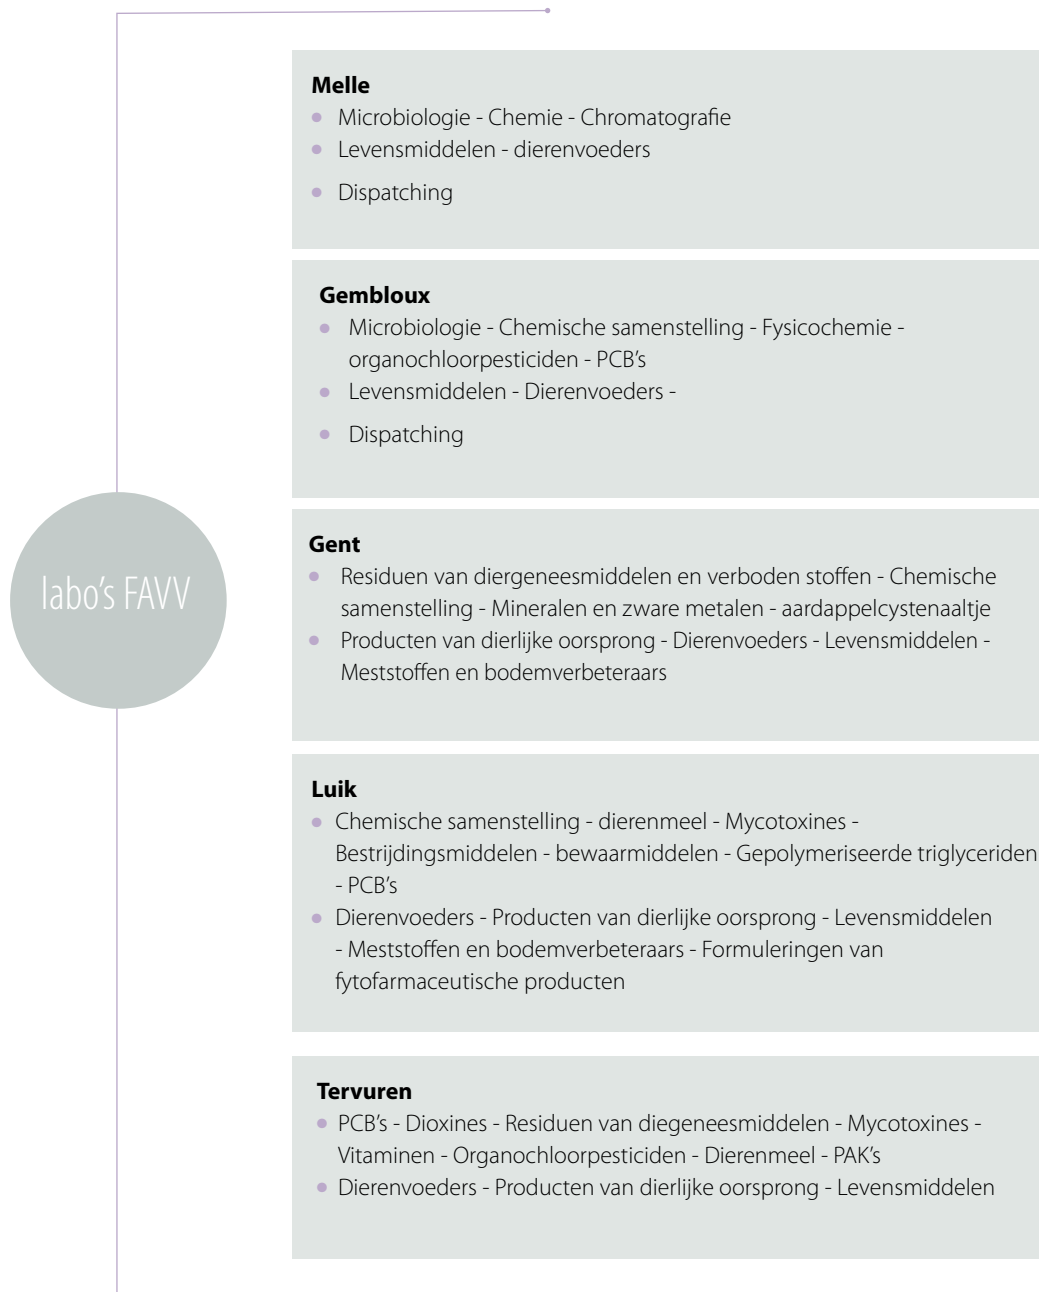 Melle
Microbiologie - Chemie - Chromatografie
Levensmiddelen - dierenvoeders
Dispatching
Gembloux
Microbiologie - Chemische samenstelling - Fysicochemie -
organochloorpesticiden - PCB's
Levensmiddelen - Dierenvoeders -
Dispatching
labo's FAVV
Gent
Residuen van diergeneesmiddelen en verboden stoffen - Chemische
samenstelling - Mineralen en zware metalen - aardappelcystenaaltje
Producten van dierlijke oorsprong - Dierenvoeders - Levensmiddelen -
Meststoffen en bodemverbeteraars
Luik
Chemische samenstelling - dierenmeel - Mycotoxines -
Bestrijdingsmiddelen - bewaarmiddelen - Gepolymeriseerde triglyceriden
- PCB's
Dierenvoeders - Producten van dierlijke oorsprong - Levensmiddelen
- Meststoffen en bodemverbeteraars - Formuleringen van
fytofarmaceutische producten
Tervuren
PCB's - Dioxines - Residuen van diegeneesmiddelen - Mycotoxines -
Vitaminen - Organochloorpesticiden - Dierenmeel - PAK's
Dierenvoeders - Producten van dierlijke oorsprong - Levensmiddelen